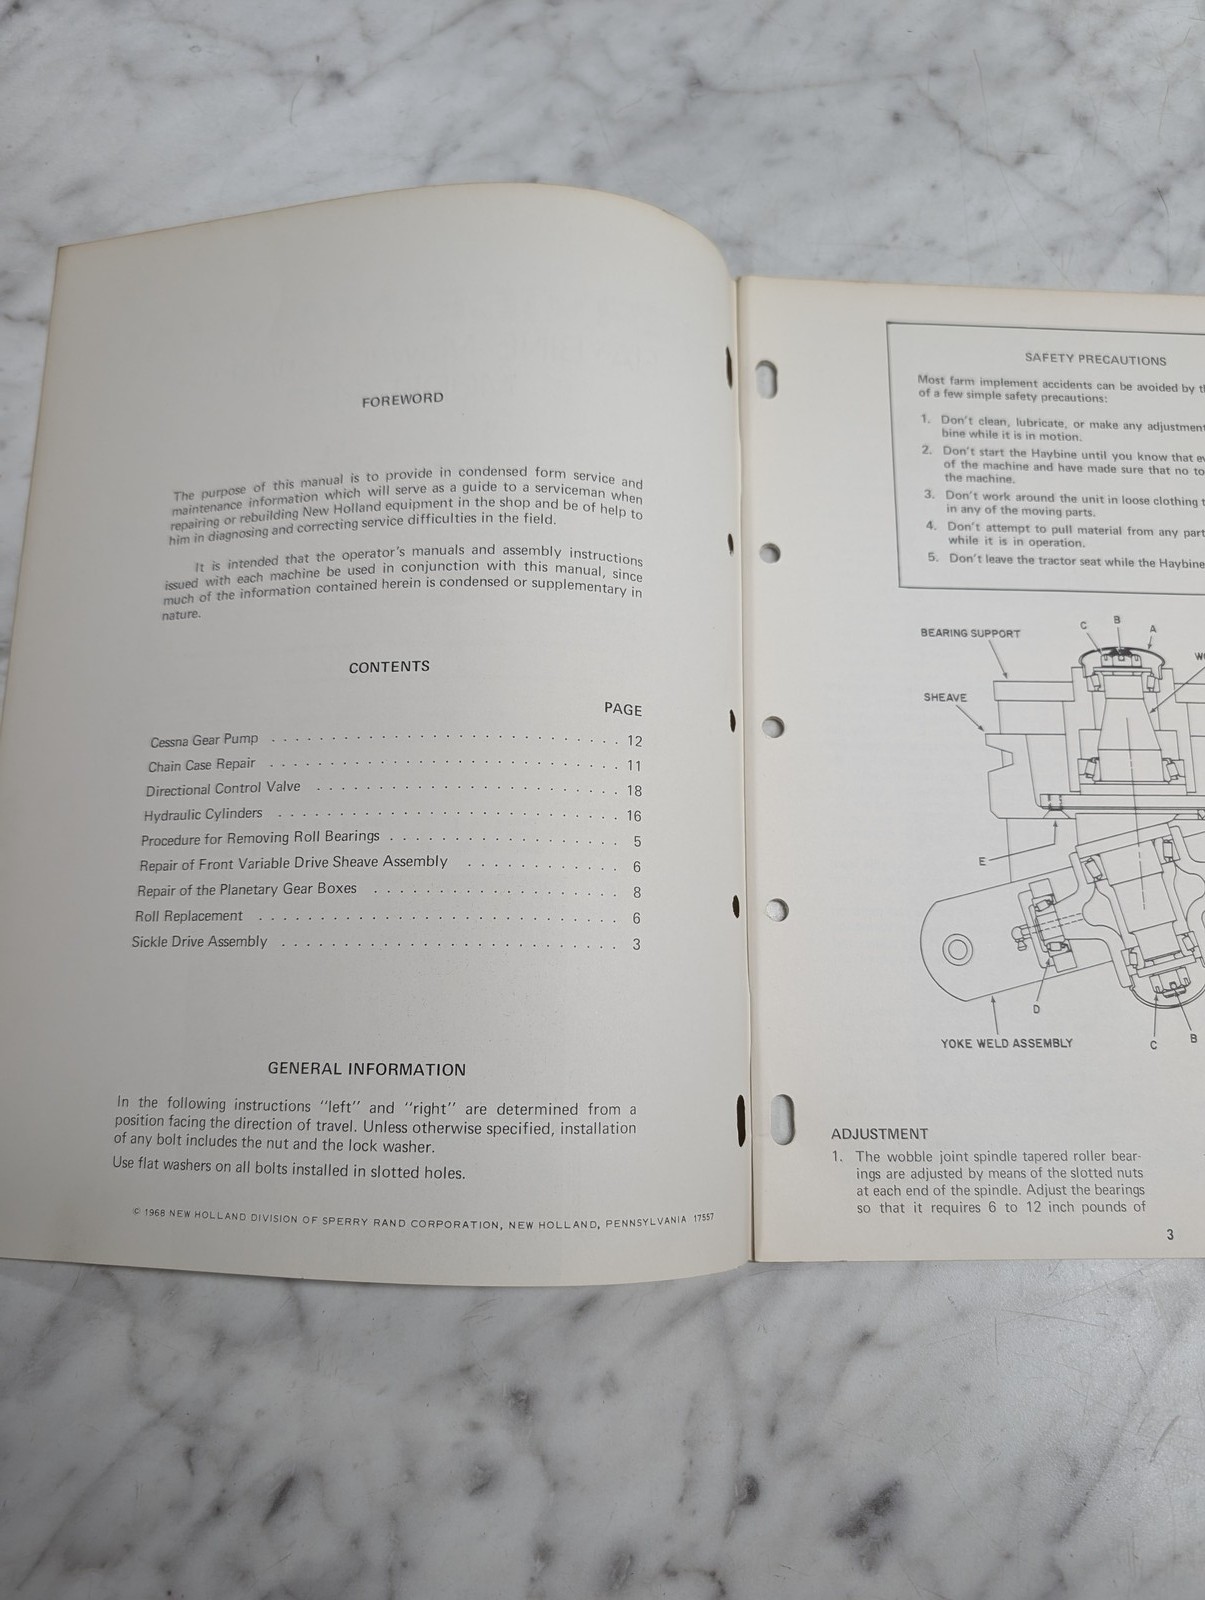 FOREWORD
The purpose of this manual is to provide in condensed form service and
maintenance information which will serve as a guide to a serviceman when
repairing or rebuilding New Holland equipment in the shop and be of help to
him in diagnosing and correcting service difficulties in the field.
It is intended that the operator's manuals and assembly instructions
issued with each machine be used in conjunction with this manual, since
much of the information contained herein is condensed or supplementary in
nature.
CONTENTS
PAGE
Cessna Gear Pump . . . . . . . . . . . . . . . . . . . . . . . . . . . . . 12
Chain Case Repair . . . . . . . . . . . . . . . . . . . . . . . . . . . . . 11
Directional Control Valve . . . . . . . . . . . . . . . . . . . . . . . . . 18
Hydraulic Cylinders . . . . . . . . . . . . . . . . . . . . . . . . . . . . 16
Procedure for Removing Roll Bearings . . . . . . . . . . . . . . . . . . . 5
Repair of Front Variable Drive Sheave Assembly . . . . . . . . . . . . 6
Repair of the Planetary Gear Boxes . . . . . . . . . . . . . . . . . . . . 8
Roll Replacement . . . . . . . . . . . . . . . . . . . . . . . . . . . . . 6
Sickle Drive Assembly . . . . . . . . . . . . . . . . . . . . . . . . . . . 3
GENERAL INFORMATION
In the following instructions "left" and "right" are determined from a
position facing the direction of travel. Unless otherwise specified, installation
of any bolt includes the nut and the lock washer.
Use flat washers on all bolts installed in slotted holes.
© 1968 NEW HOLLAND DIVISION OF SPERRY RAND CORPORATION, NEW HOLLAND, PENNSYLVANIA 17557
SAFETY PRECAUTIONS
Most farm implement accidents can be avoided by
of a few simple safety precautions:
1. Don't clean, lubricate, or make any adjustment
bine while it is in motion.
2. Don't start the Haybine until you know that
of the machine and have made sure that no
the machine.
3. Don't work around the unit in loose clothing
in any of the moving parts.
4. Don't attempt to pull material from any part
while it is in operation.
5. Don't leave the tractor seat while the Haybine
BEARING SUPPORT
C
B
A
SHEAVE
E
D
YOKE WELD ASSEMBLY
C
B
ADJUSTMENT
1. The wobble joint spindle tapered roller bear-
ings are adjusted by means of the slotted nuts
at each end of the spindle. Adjust the bearings
so that it requires 6 to 12 inch pounds of
3